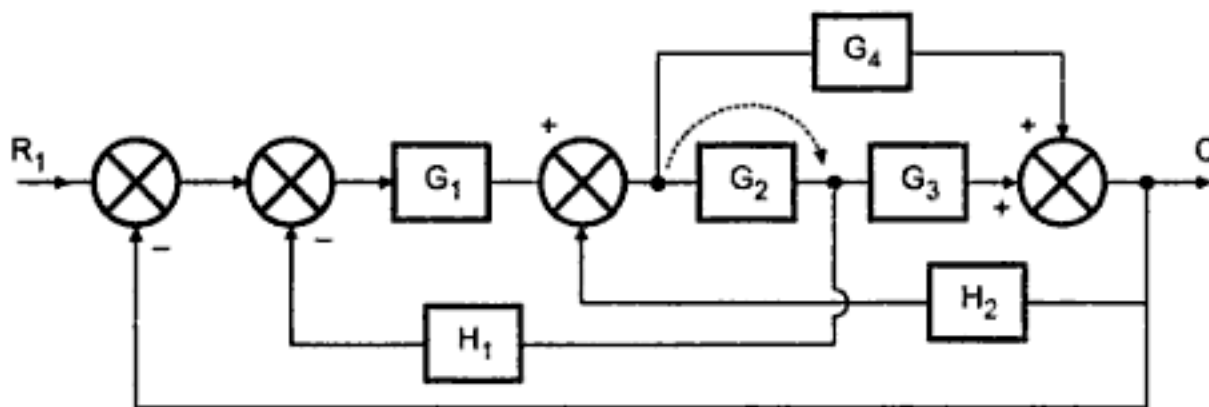 G₄
R₁
G₁
+
G₂
G₃
+
+
C
−
−
H₂
H₁